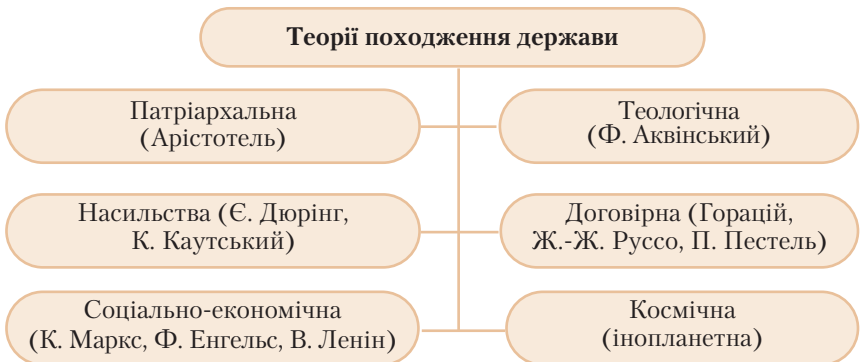 Теорії походження держави
Патріархальна
(Арістотель)
Теологічна
(Ф. Аквінський)
Насильства (Є. Дюрінг,
К. Каутський)
Договірна (Горацій,
Ж.-Ж. Руссо, П. Пестель)
Соціально-економічна
(К. Маркс, Ф. Енгельс, В. Ленін)
Космічна
(інопланетна)